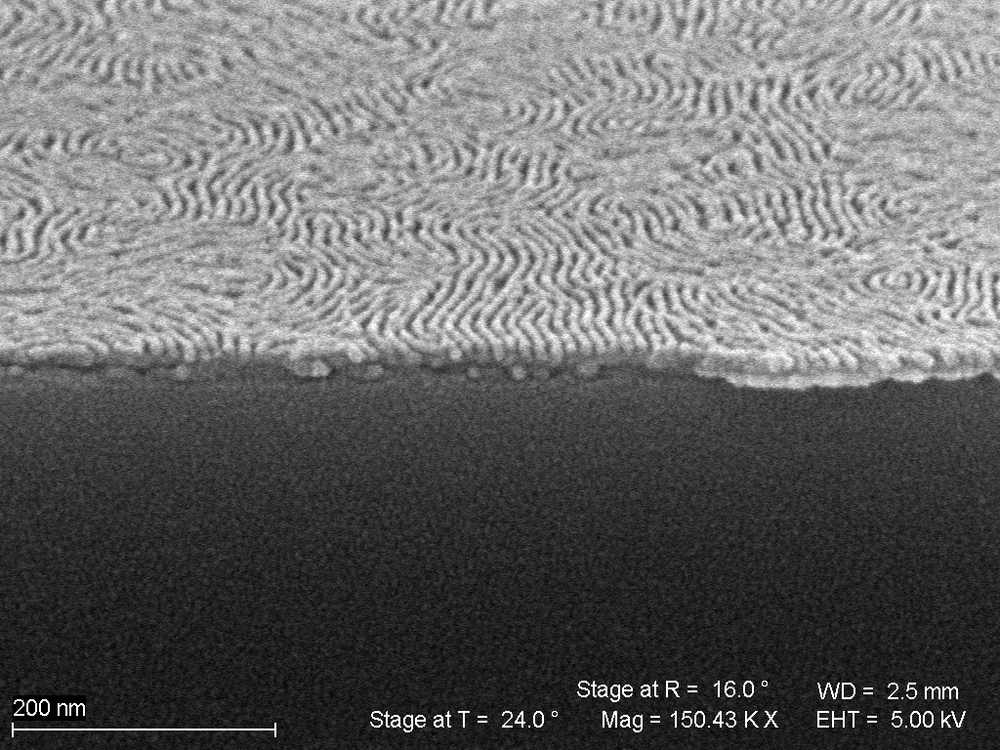 Stage at R = 16.0 ° WD = 2.5 mm
200 nm
Stage at T = 24.0 ° Mag = 150.43 K X EHT = 5.00 kV